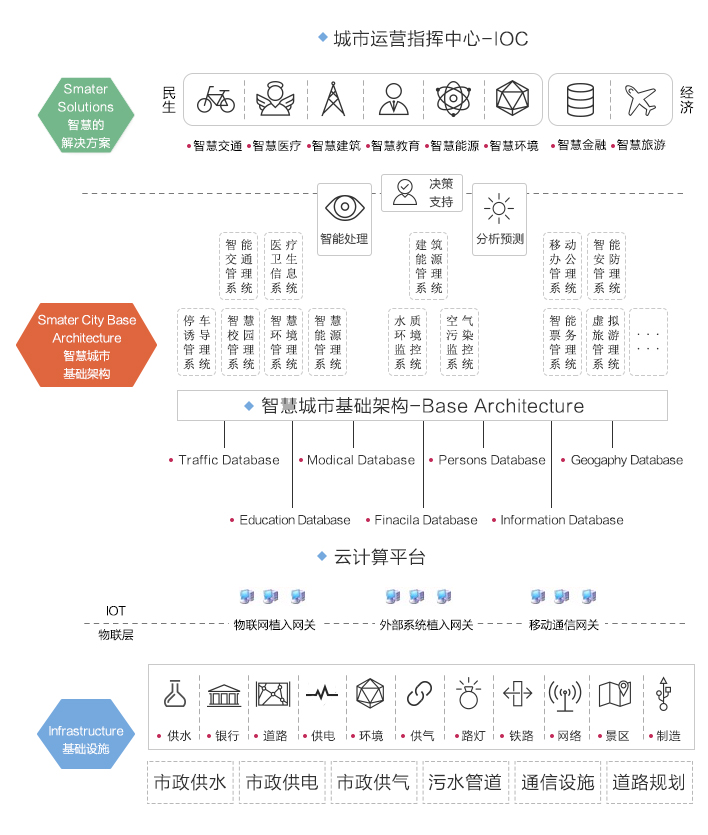 城市运营指挥中心-IOC
Smater
Solutions
智慧的
解决方案
民生
经济
智慧交通
智慧医疗
智慧建筑
智慧教育
智慧能源
智慧环境
智慧金融
智慧旅游
决策
支持
智能处理
分析预测
智能
交通
管理
系统
医疗
卫生
信息
系统
建筑
能源
管理
系统
移动
办公
管理
系统
智能
安防
管理
系统
Smater City Base
Architecture
智慧城市
基础架构
停车
诱导
管理
系统
智慧
校园
管理
系统
智慧
环境
管理
系统
智慧
能源
管理
系统
水质
环境
监控
系统
空气
污染
监控
系统
智能
票务
管理
系统
虚拟
旅游
管理
系统
· · ·
· · ·
智慧城市基础架构-Base Architecture
Traffic Database
Modical Database
Persons Database
Geogaphy Database
Education Database
Finacila Database
Information Database
云计算平台
IOT
物联层
物联网植入网关
外部系统植入网关
移动通信网关
Infrastructure
基础设施
供水
银行
道路
供电
环境
供气
路灯
铁路
网络
景区
制造
市政供水
市政供电
市政供气
污水管道
通信设施
道路规划